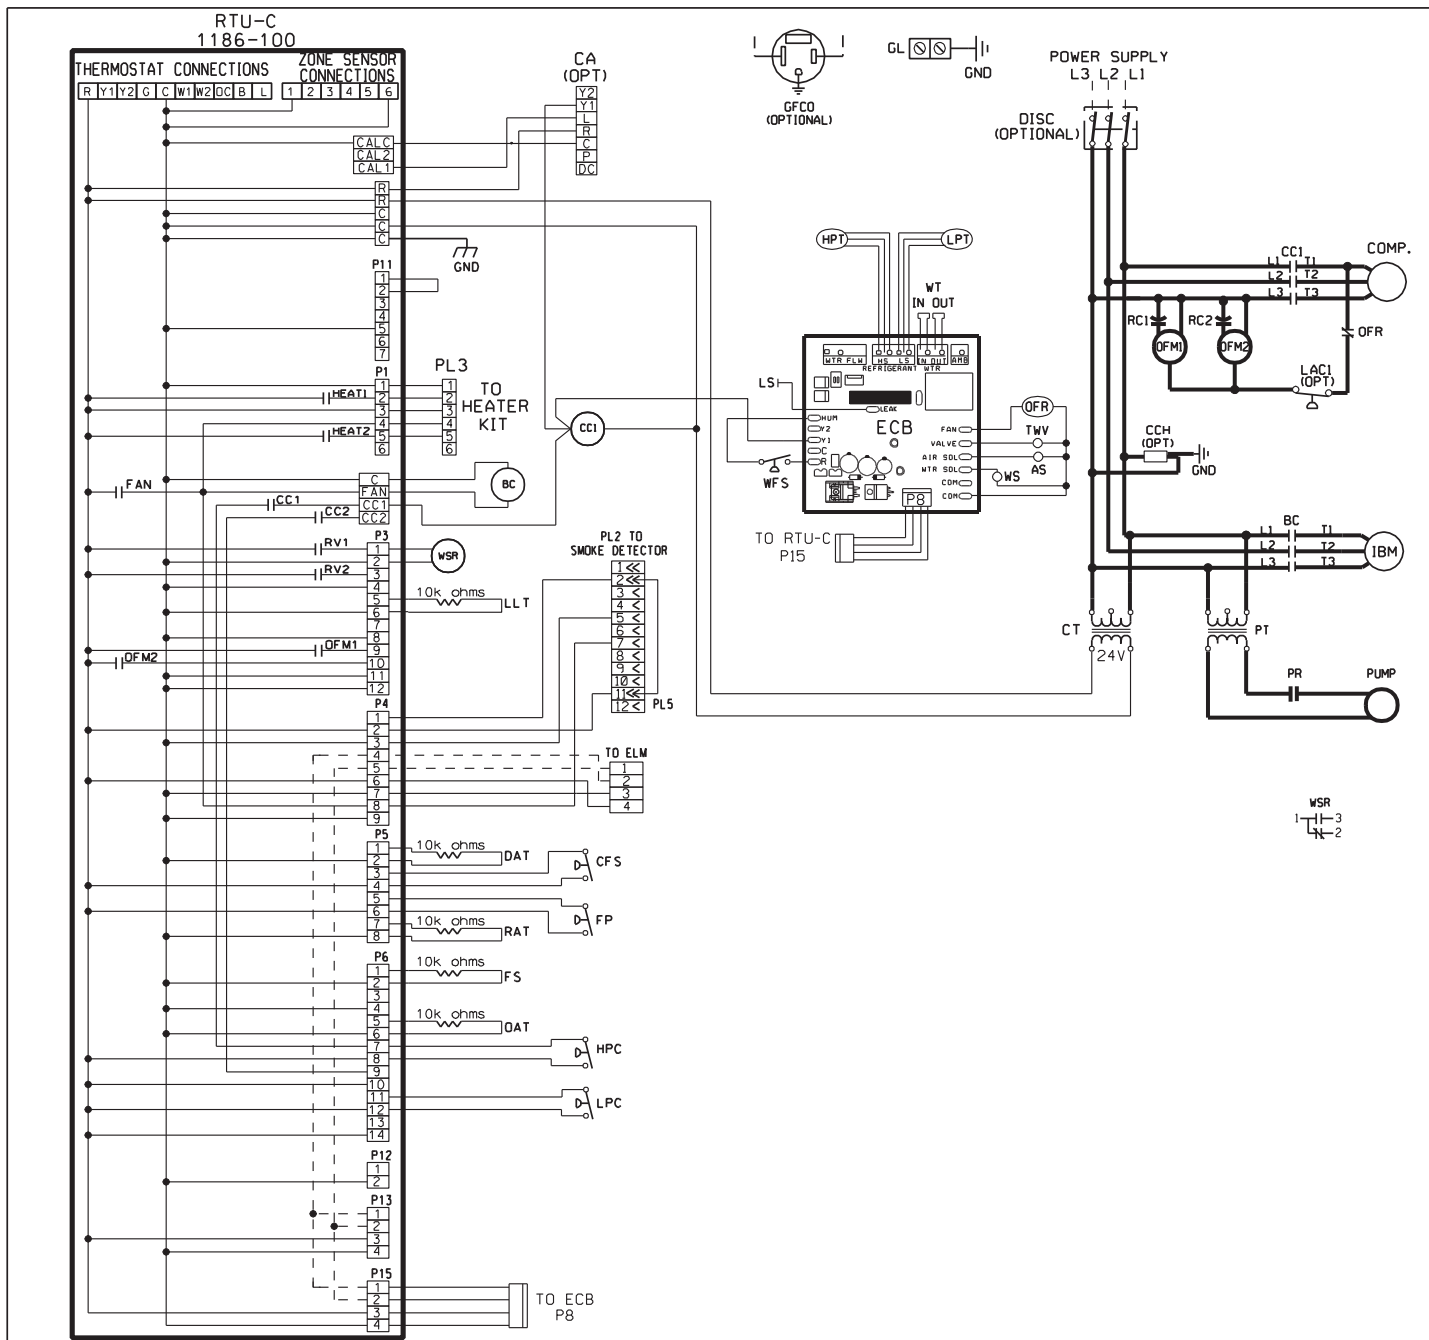 RTU-C
1186-100
THERMOSTAT CONNECTIONS
ZONE SENSOR
CONNECTIONS
R Y1 Y2 G C W1 W2 OC B L
1 2 3 4 5 6
CALC
CAL2
CAL1
R
R
C
C
C
GND
CA
(OPT)
Y2
Y1
L
R
C
P
DC
GFCO
(OPTIONAL)
GL
GND
POWER SUPPLY
L3 L2 L1
DISC
(OPTIONAL)
P11
1
2
3
4
5
6
7
P1
1
2
3
4
5
6
HEAT1
HEAT2
PL3
1
2
3
4
5
6
TO
HEATER
KIT
FAN
CC1
CC2
C
FAN
CC1
CC2
BC
CC1
P3
1
2
3
4
5
6
7
8
9
10
11
12
RV1
RV2
OFM1
OFM2
WSR
10k ohms
LLT
PL2 TO
SMOKE DETECTOR
1
2
3
4
5
6
7
8
9
10
11
12
PL5
P4
1
2
3
4
5
6
7
8
9
TO ELM
1
2
3
4
P5
1
2
3
4
5
6
7
8
10k ohms
DAT
CFS
FP
10k ohms
RAT
P6
1
2
3
4
5
6
7
8
9
10
11
12
13
14
10k ohms
FS
10k ohms
OAT
HPC
LPC
P12
1
2
P13
1
2
3
4
P15
1
2
3
4
TO ECB
P8
HPT
LPT
WT
IN OUT
WTR FLW
HS LS
IN OUT
AMB
REFRIGERANT WTR
LS
LEAK
ECB
HUM
Y2
Y1
C
R
FAN
VALVE
AIR SOL
WTR SOL
COM
COM
P8
WFS
OFR
TWV
AS
WS
TO RTU-C
P15
L1 CC1 T1
L2 T2
L3 T3
COMP.
RC1
RC2
OFM1
OFM2
OFR
LAC1
(OPT)
CCH
(OPT)
GND
L1 BC T1
L2 T2
L3 T3
IBM
CT
24V
PT
PR
PUMP
WSR
1 3
2